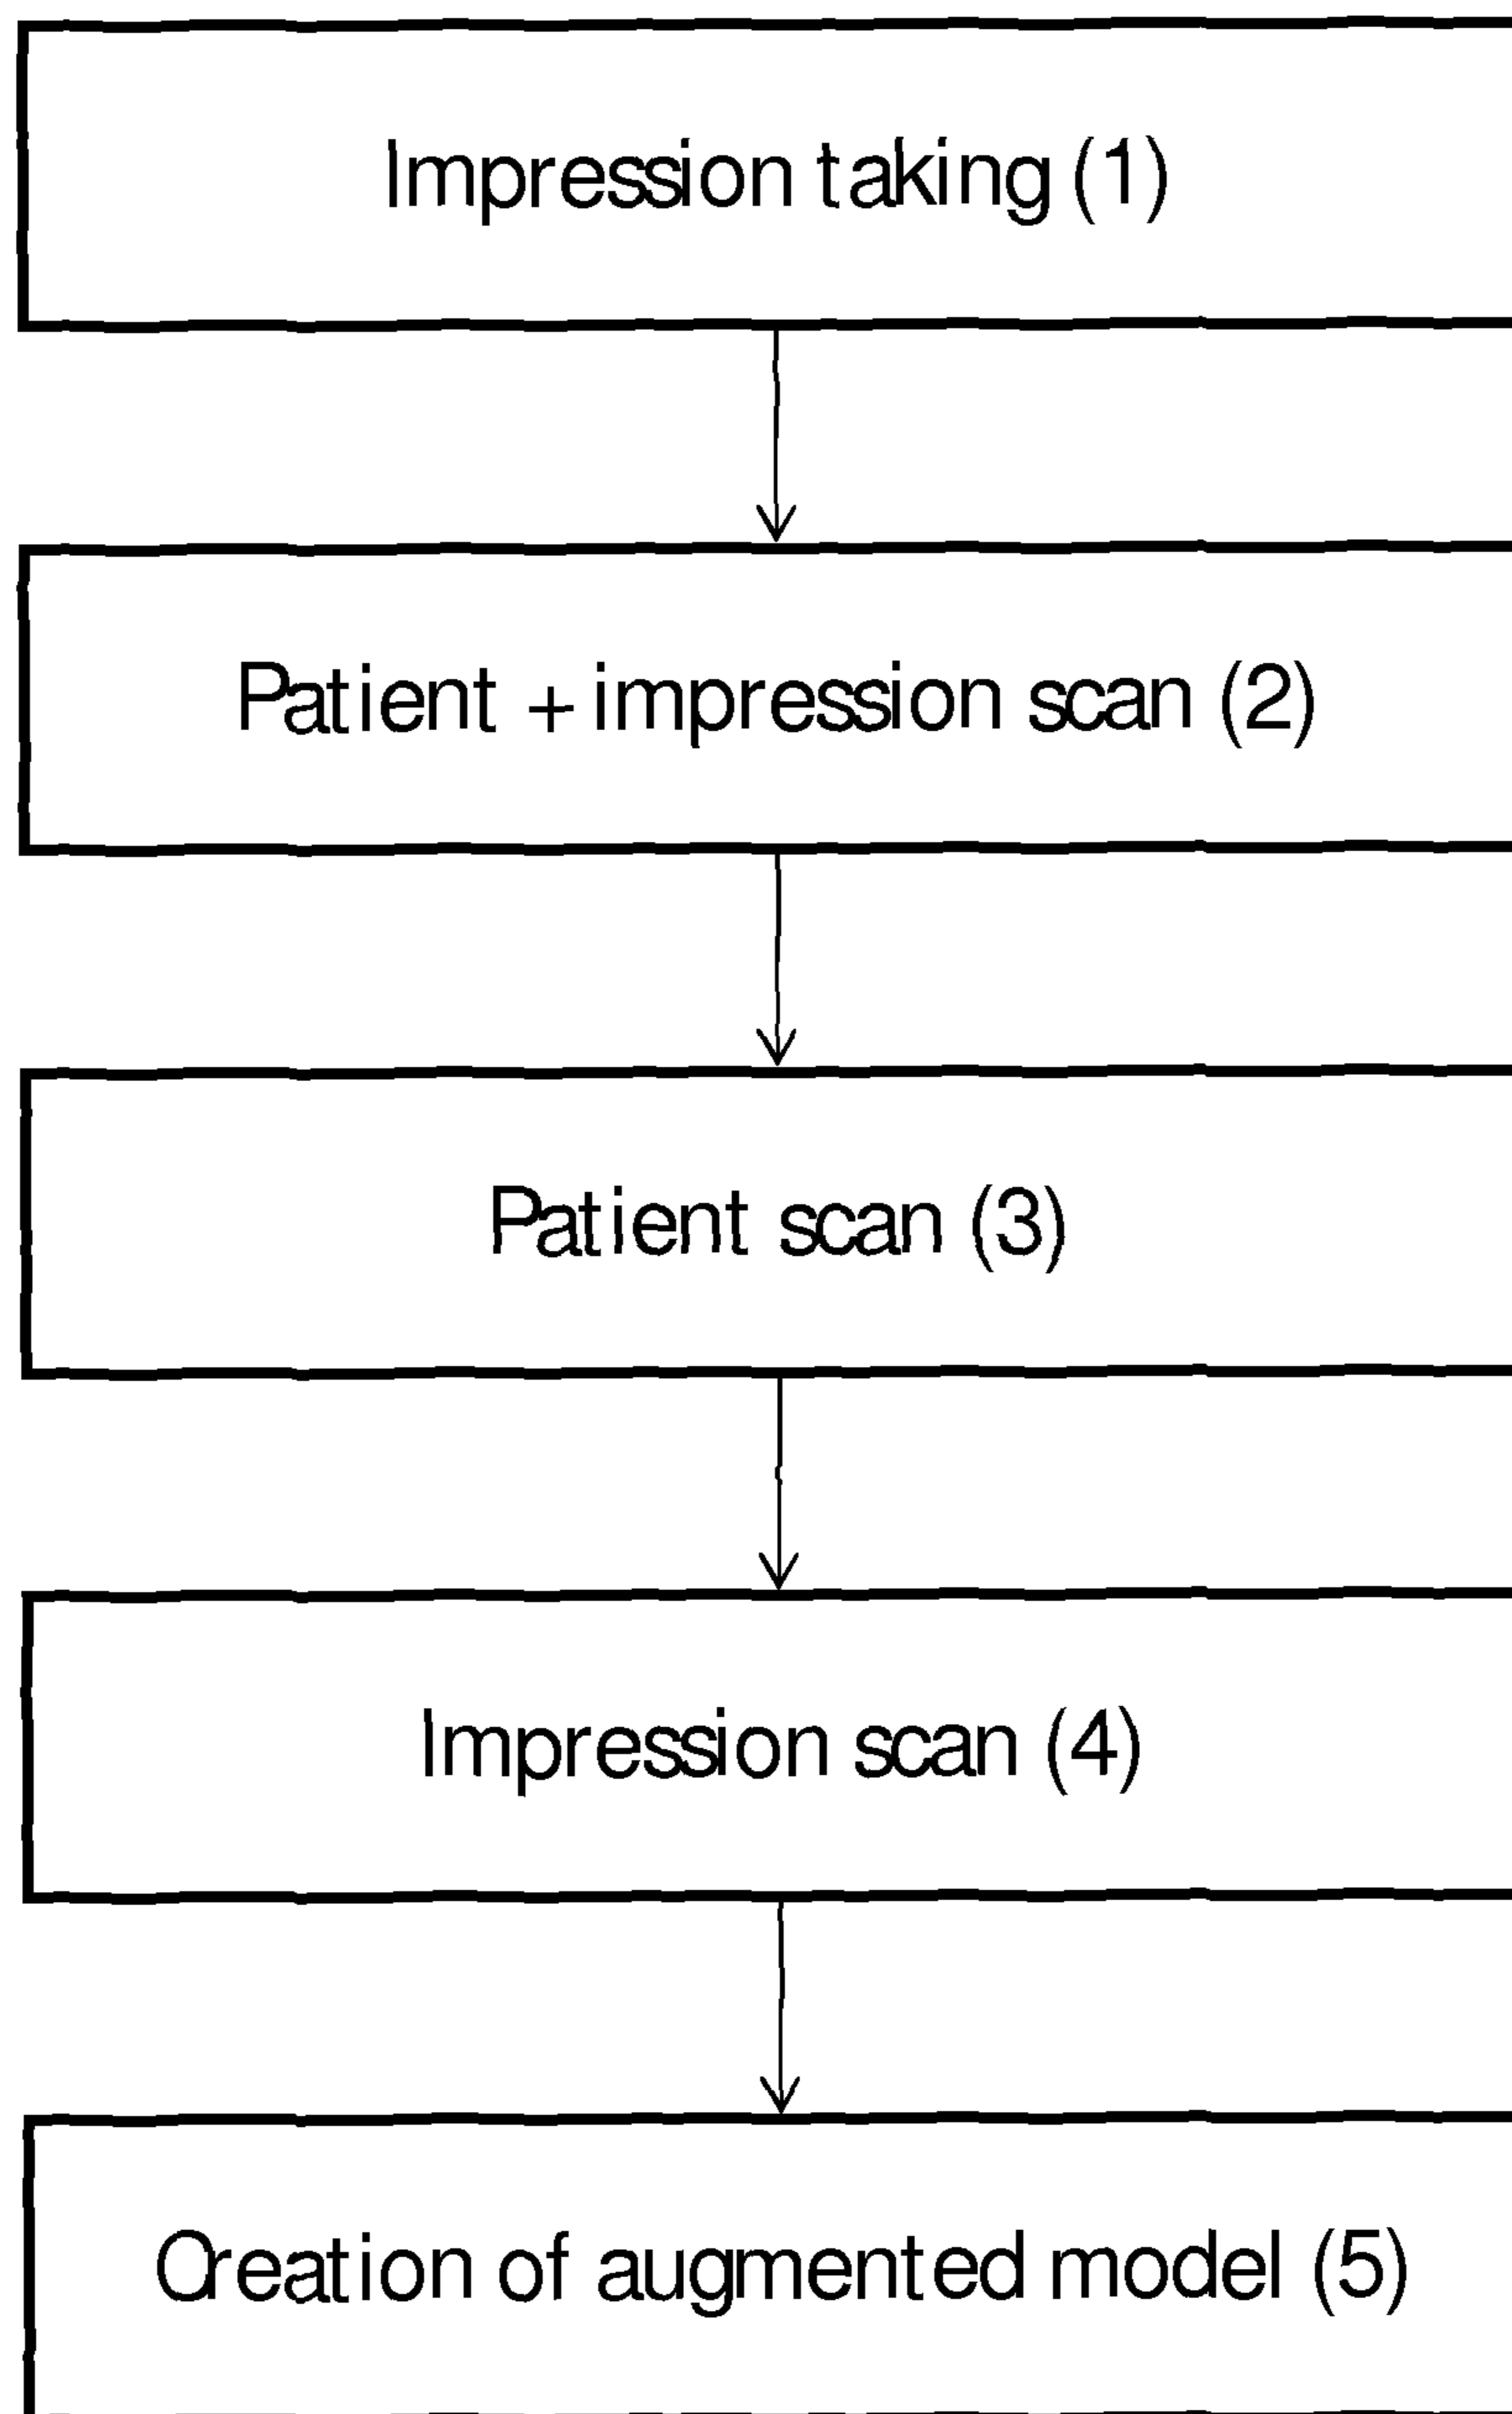 Impression taking (1)
Patient + impression scan (2)
Patient scan (3)
Impression scan (4)
Creation of augmented model (5)